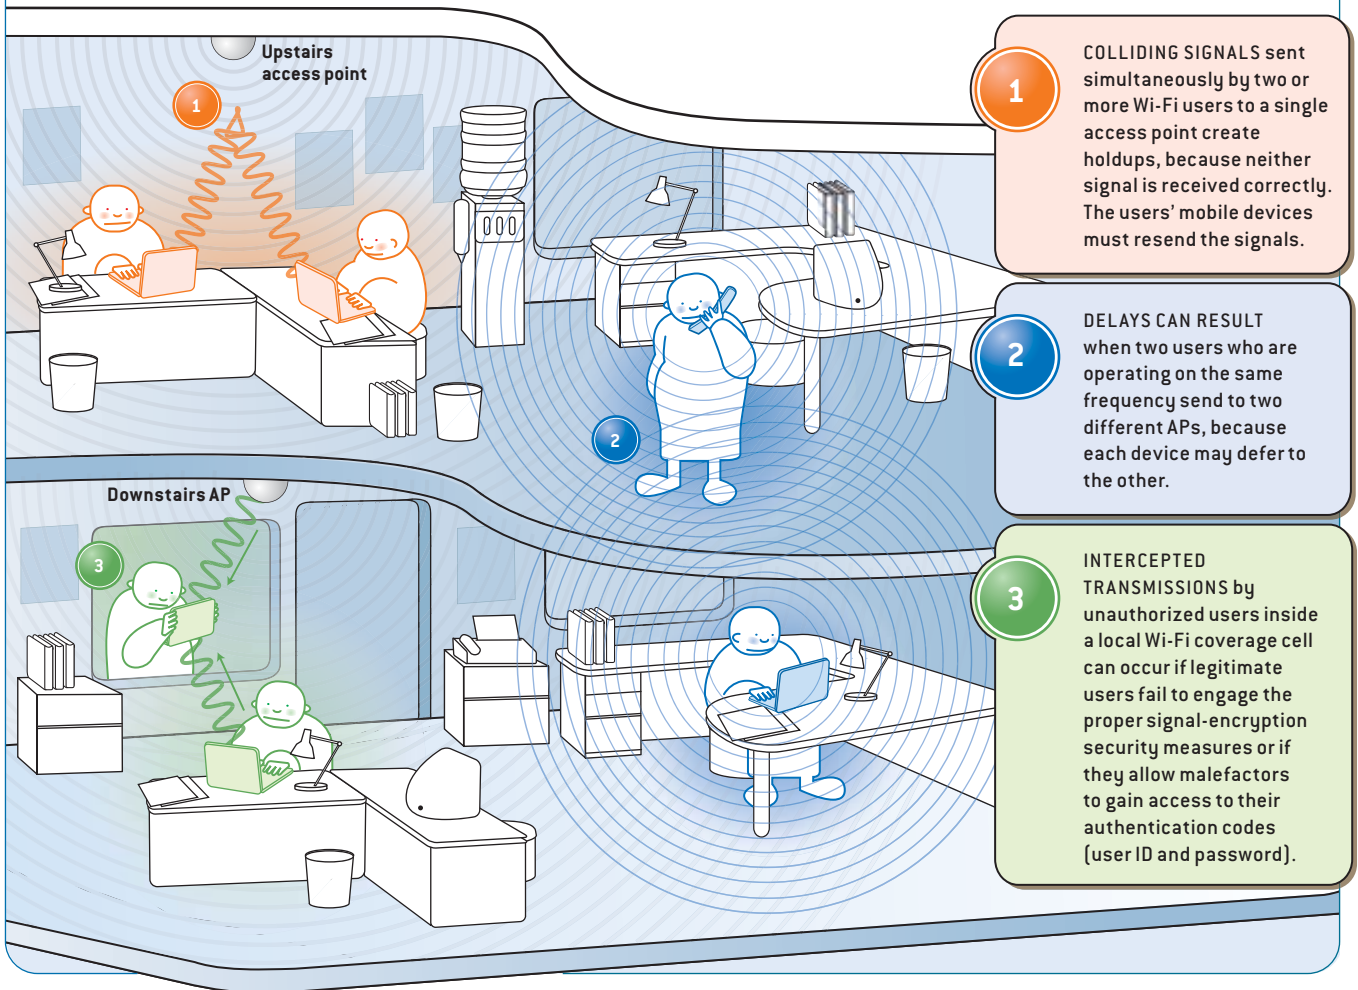 Upstairs
access point
1
2
Downstairs AP
3
1
COLLIDING SIGNALS sent
simultaneously by two or
more Wi-Fi users to a single
access point create
holdups, because neither
signal is received correctly.
The users’ mobile devices
must resend the signals.
2
DELAYS CAN RESULT
when two users who are
operating on the same
frequency send to two
different APs, because
each device may defer to
the other.
3
INTERCEPTED
TRANSMISSIONS by
unauthorized users inside
a local Wi-Fi coverage cell
can occur if legitimate
users fail to engage the
proper signal-encryption
security measures or if
they allow malefactors
to gain access to their
authentication codes
(user ID and password).